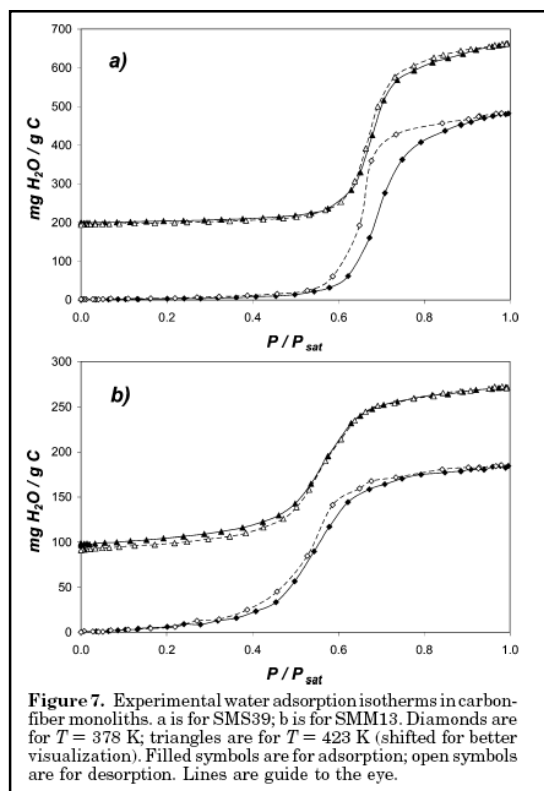 700
a)
600
500
400
300
200
100
0
mg H2O / g C
0.0 0.2 0.4 0.6 0.8 1.0
P / Psat
300
b)
250
200
150
100
50
0
mg H2O / g C
0.0 0.2 0.4 0.6 0.8 1.0
P / Psat
Figure 7. Experimental water adsorption isotherms in carbon-
fiber monoliths. a is for SMS39; b is for SMM13. Diamonds are
for T = 378 K; triangles are for T = 423 K (shifted for better
visualization). Filled symbols are for adsorption; open symbols
are for desorption. Lines are guide to the eye.